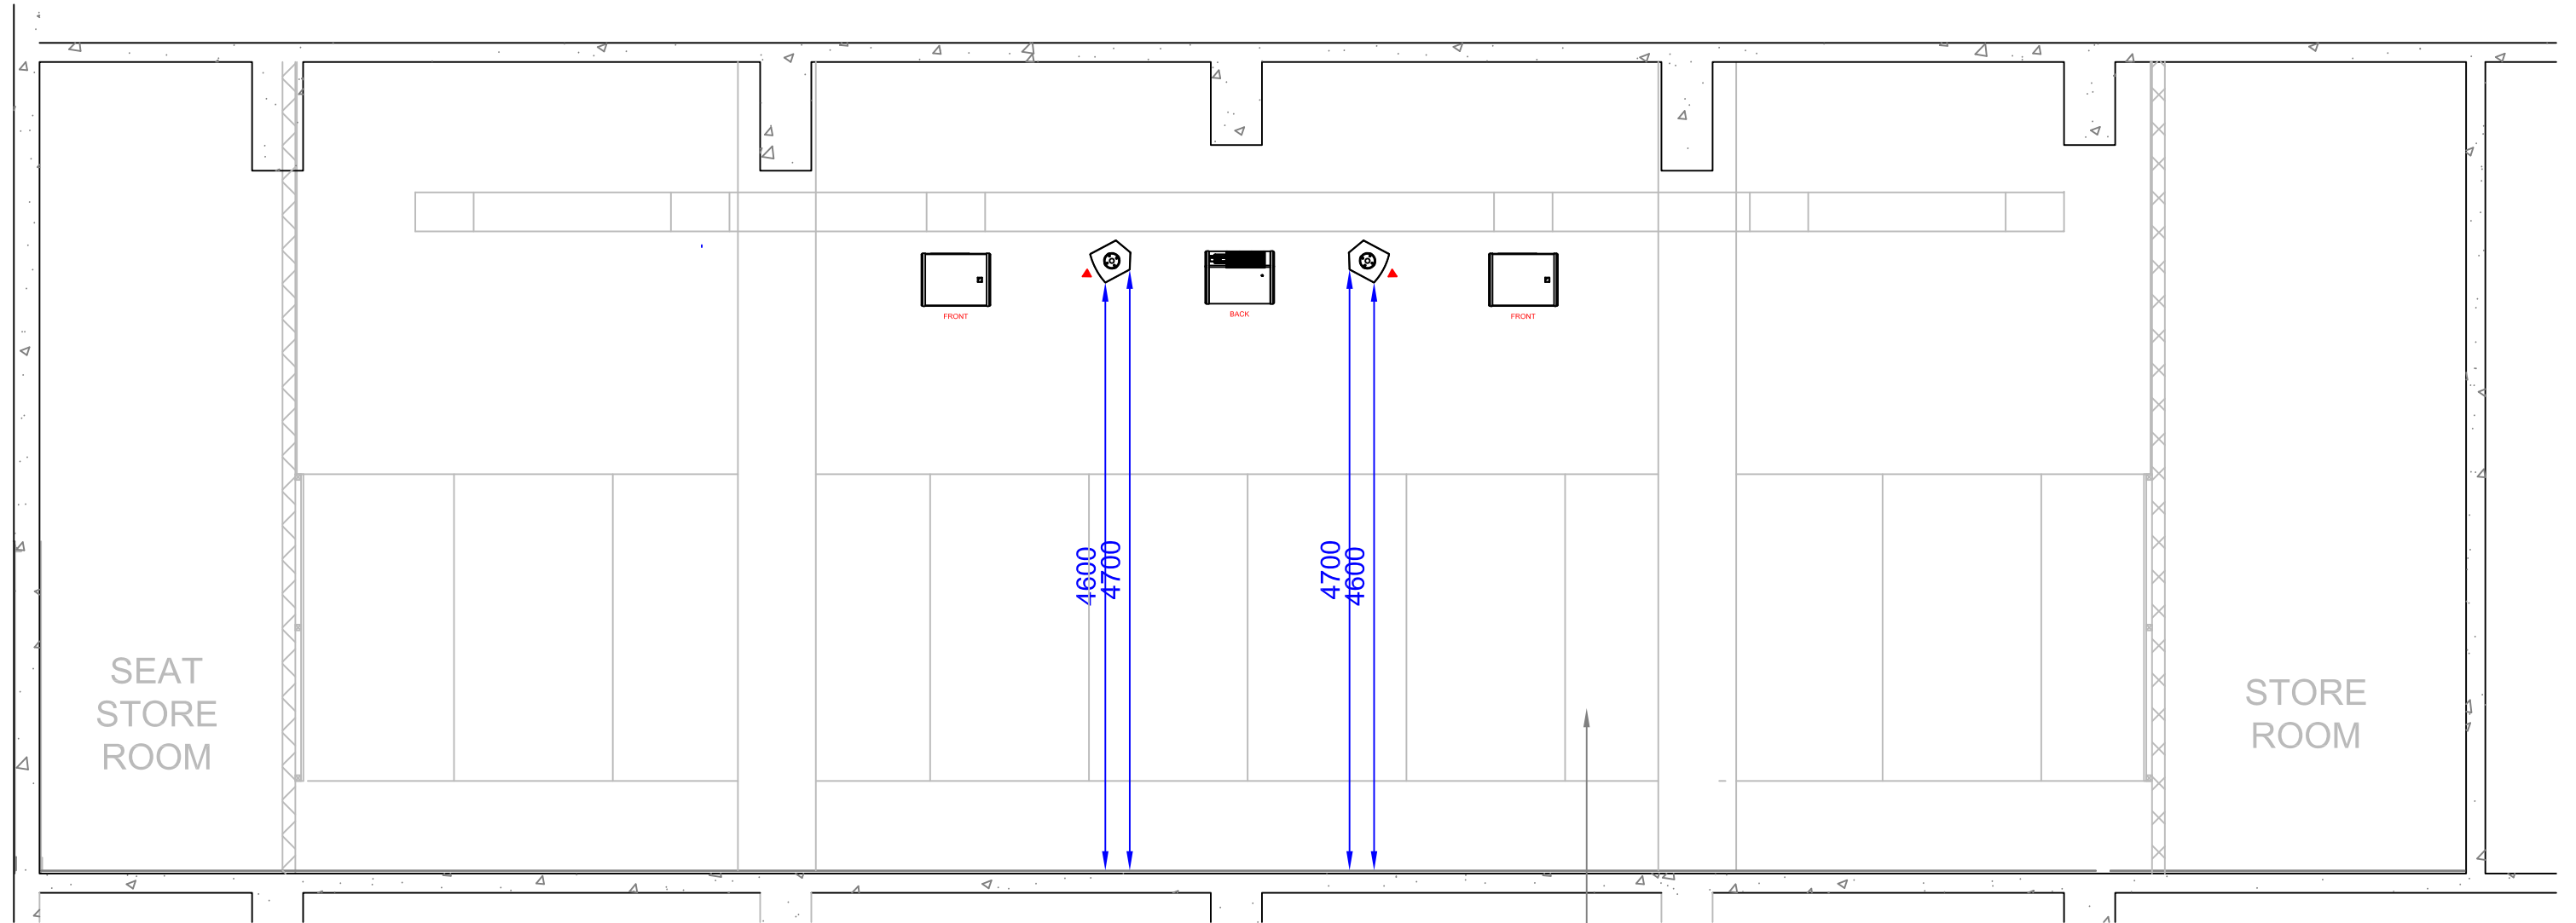 FRONT
BACK
FRONT
4600
4700
4700
4600
SEAT
STORE
ROOM
STORE
ROOM